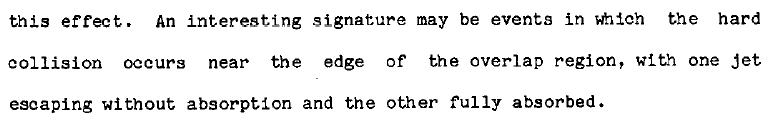 this effect. An interesting signature may be events in which the hard
collision occurs near the edge of the overlap region, with one jet
escaping without absorption and the other fully absorbed.